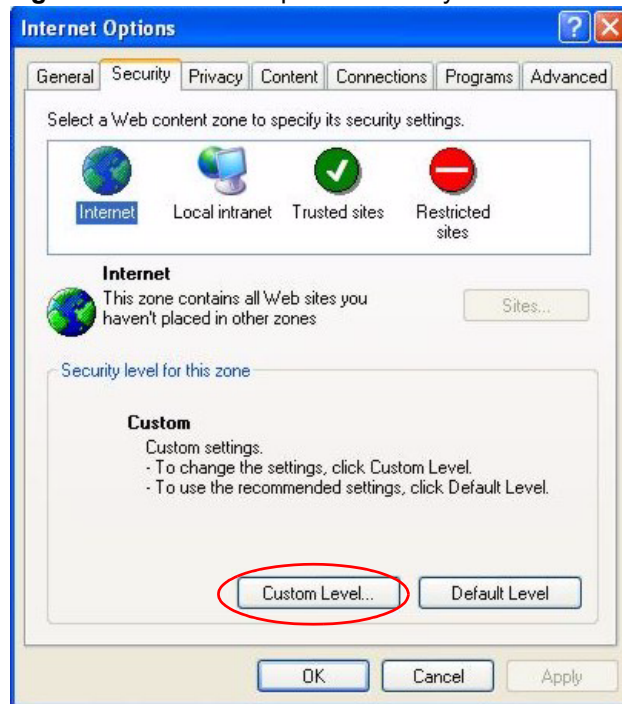 Internet Options
General Security Privacy Content Connections Programs Advanced
Select a Web content zone to specify its security settings.
Internet Local intranet Trusted sites Restricted
sites
Internet
This zone contains all Web sites you
haven't placed in other zones
Sites...
Security level for this zone
Custom
Custom settings.
- To change the settings, click Custom Level.
- To use the recommended settings, click Default Level.
Custom Level... Default Level
OK Cancel Apply